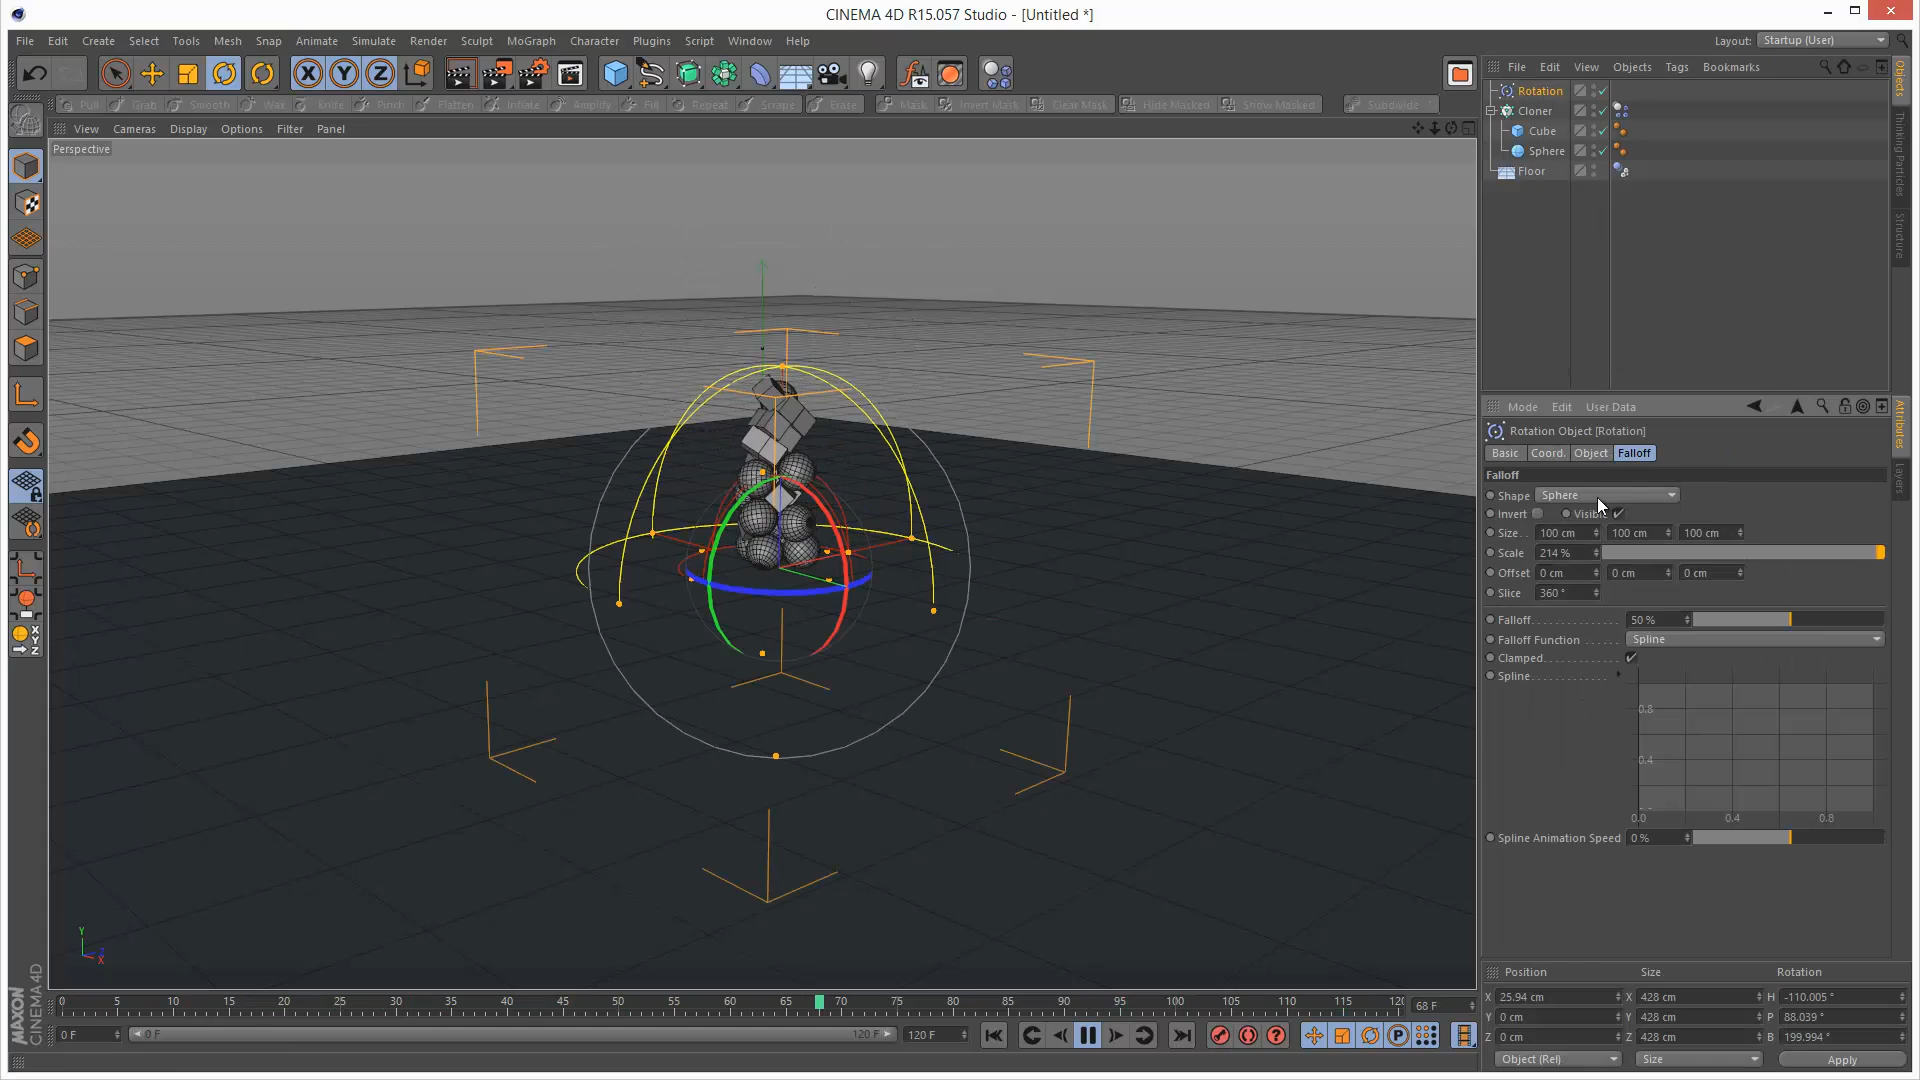 CINEMA 4D R15.057 Studio - [Untitled *]
File Edit Create Select Tools Mesh Snap Animate Simulate Render Sculpt MoGraph Character Plugins Script Window Help
Layout: Startup (User)
Pull Grab Smooth Wax Knife Pinch Flatten Inflate Amplify Fill Repeat Scrape Erase Mask Invert Mask Clear Mask Hide Masked Show Masked Subdivide
View Cameras Display Options Filter Panel
Perspective
File Edit View Objects Tags Bookmarks
Rotation
Cloner
Cube
Sphere
Floor
Objects
Thinking Particles
Structure
Mode Edit User Data
Rotation Object [Rotation]
Basic Coord. Object Falloff
Falloff
Shape Sphere
Invert Visible
Size 100 cm 100 cm 100 cm
Scale 214 %
Offset 0 cm 0 cm 0 cm
Slice 360 °
Falloff 50 %
Falloff Function Spline
Clamped
Spline
0.8
0.4
0.0 0.4 0.8
Spline Animation Speed 0 %
Attributes
Layers
Y
Z
X
MAXON
CINEMA 4D
0 5 10 15 20 25 30 35 40 45 50 55 60 65 70 75 80 85 90 95 100 105 110 115 120
68 F
0 F 0 F 120 F 120 F
Position Size Rotation
X 25.94 cm X 428 cm H -110.005 °
Y 0 cm Y 428 cm P 88.039 °
Z 0 cm Z 428 cm B 199.994 °
Object (Rel) Size Apply